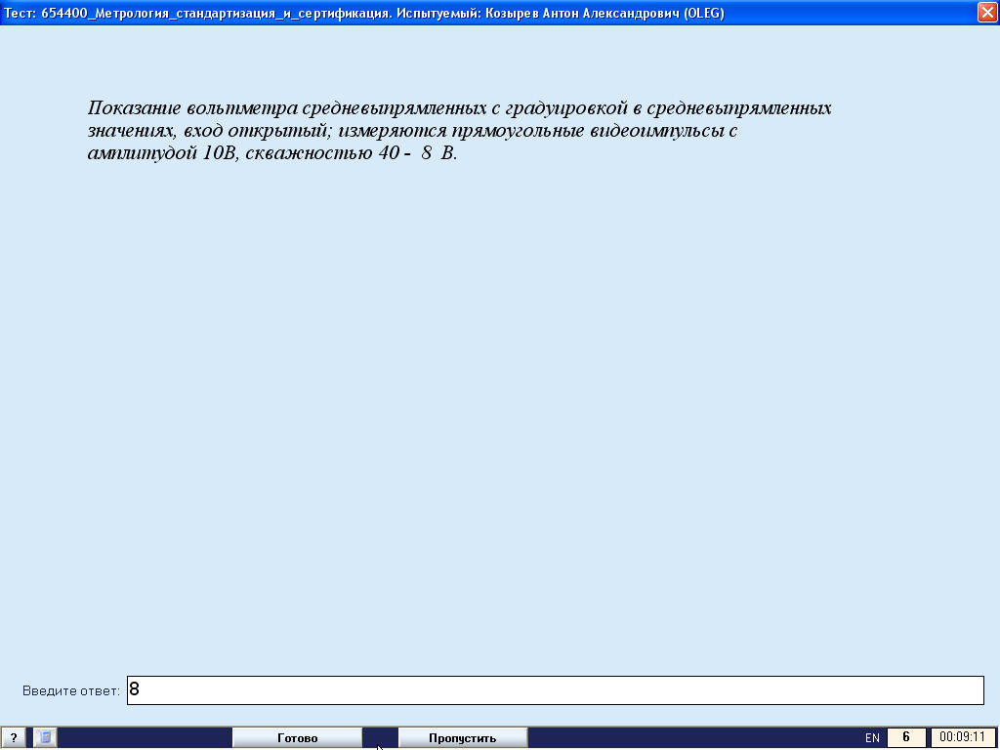 Тест: 654400_Метрология_стандартизация_и_сертификация. Испытуемый: Козырев Антон Александрович (OLEG)
Показание вольтметра средневыпрямленных с градуировкой в средневыпрямленных
значениях, вход открытый; измеряются прямоугольные видеоимпульсы с
амплитудой 10В, скважностью 40 - 8 В.
Введите ответ: 8
? Готово Пропустить EN 6 00:09:11